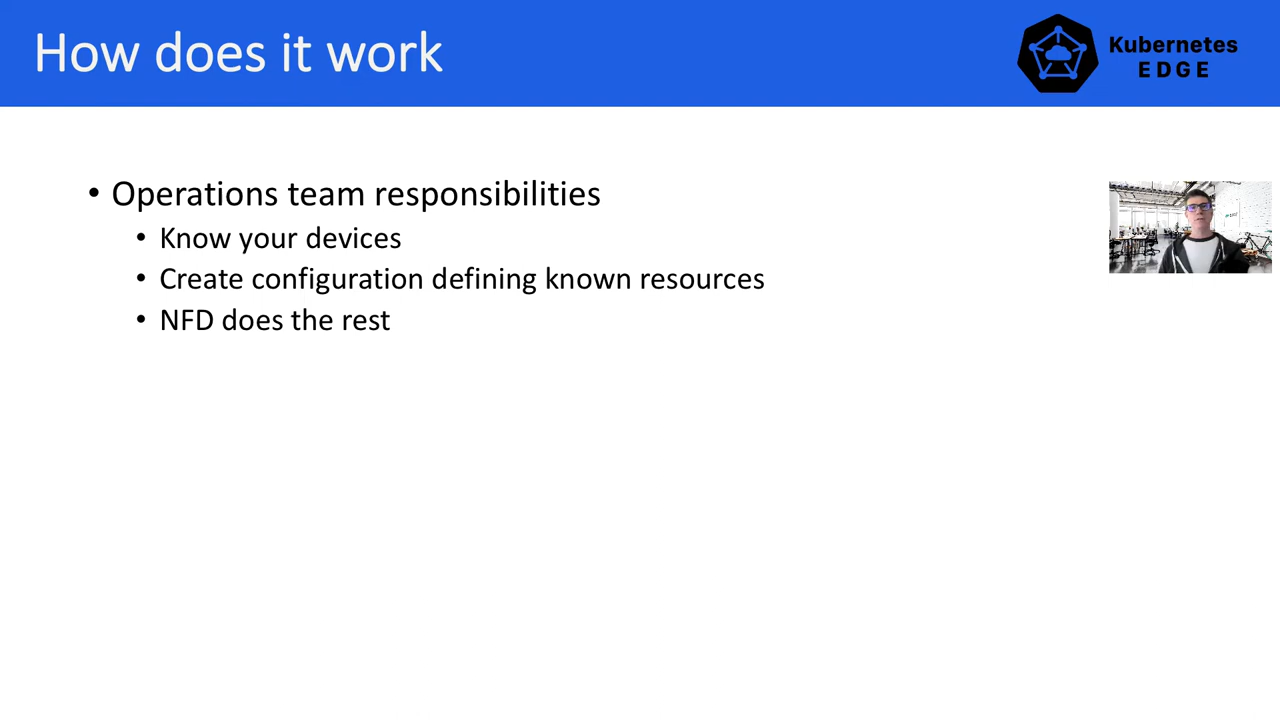 How does it work
Kubernetes
EDGE
• Operations team responsibilities
• Know your devices
• Create configuration defining known resources
• NFD does the rest